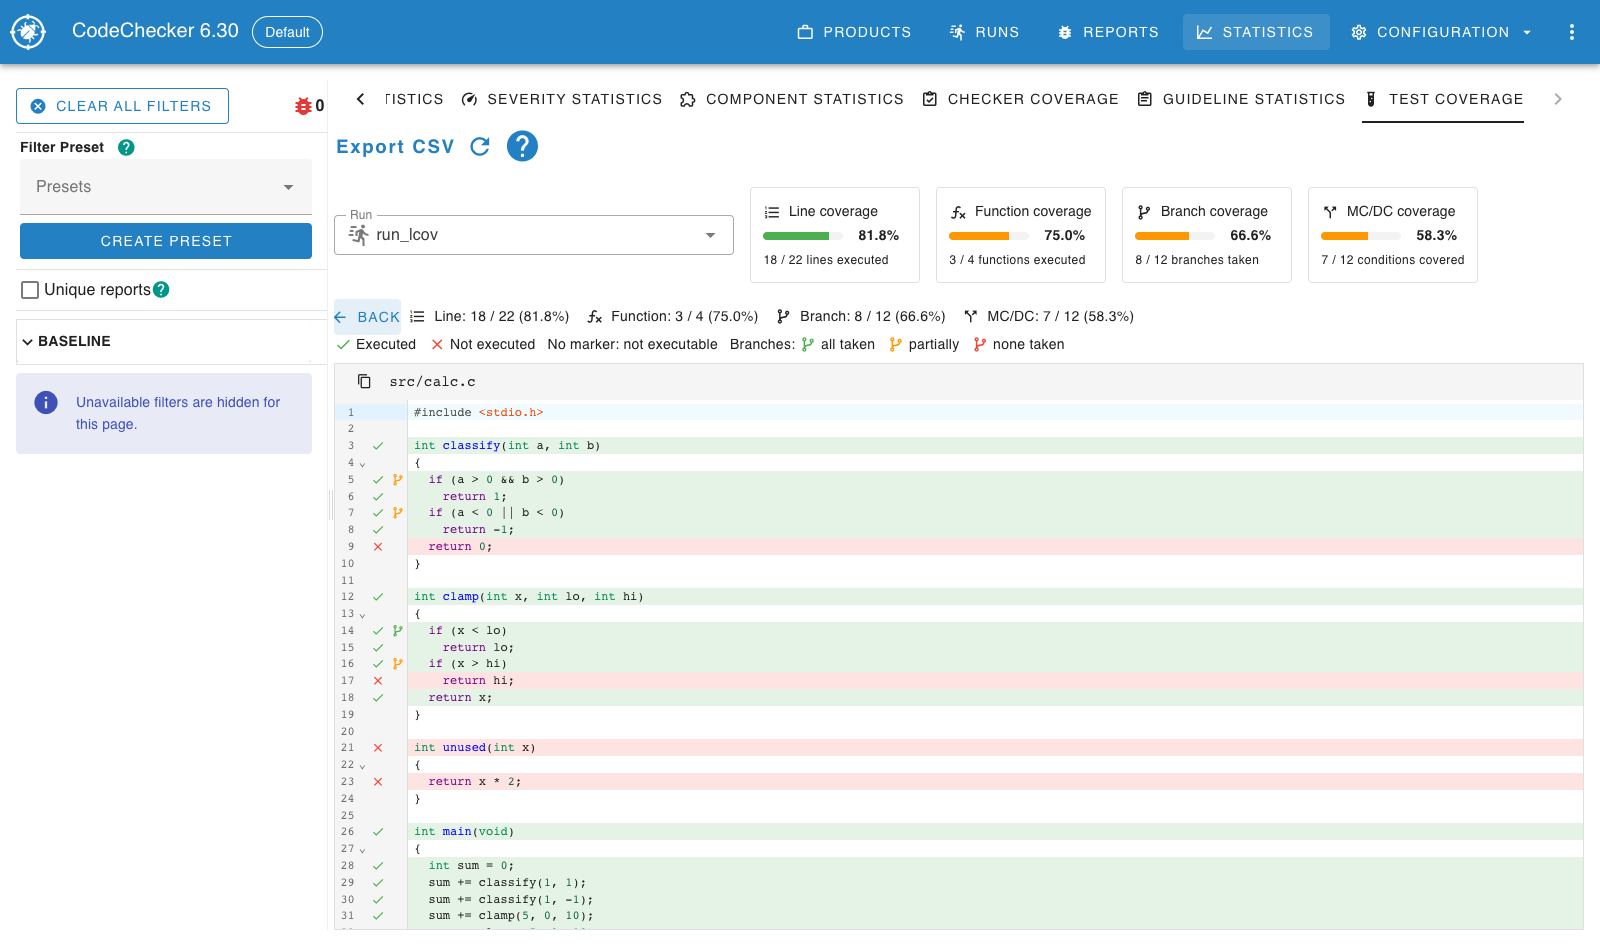 CodeChecker 6.30
Default
PRODUCTS
RUNS
REPORTS
STATISTICS
CONFIGURATION
CLEAR ALL FILTERS
0
TISTICS
SEVERITY STATISTICS
COMPONENT STATISTICS
CHECKER COVERAGE
GUIDELINE STATISTICS
TEST COVERAGE
Filter Preset
Presets
CREATE PRESET
Unique reports
BASELINE
Unavailable filters are hidden for
this page.
Export CSV
Run
run_lcov
Line coverage
81.8%
18 / 22 lines executed
Function coverage
75.0%
3 / 4 functions executed
Branch coverage
66.6%
8 / 12 branches taken
MC/DC coverage
58.3%
7 / 12 conditions covered
BACK
Line: 18 / 22 (81.8%)
Function: 3 / 4 (75.0%)
Branch: 8 / 12 (66.6%)
MC/DC: 7 / 12 (58.3%)
Executed
Not executed
No marker: not executable
Branches:
all taken
partially
none taken
src/calc.c
1 #include <stdio.h>
2
3 int classify(int a, int b)
4 {
5 if (a > 0 && b > 0)
6 return 1;
7 if (a < 0 || b < 0)
8 return -1;
9 return 0;
10 }
11
12 int clamp(int x, int lo, int hi)
13 {
14 if (x < lo)
15 return lo;
16 if (x > hi)
17 return hi;
18 return x;
19 }
20
21 int unused(int x)
22 {
23 return x * 2;
24 }
25
26 int main(void)
27 {
28 int sum = 0;
29 sum += classify(1, 1);
30 sum += classify(1, -1);
31 sum += clamp(5, 0, 10);